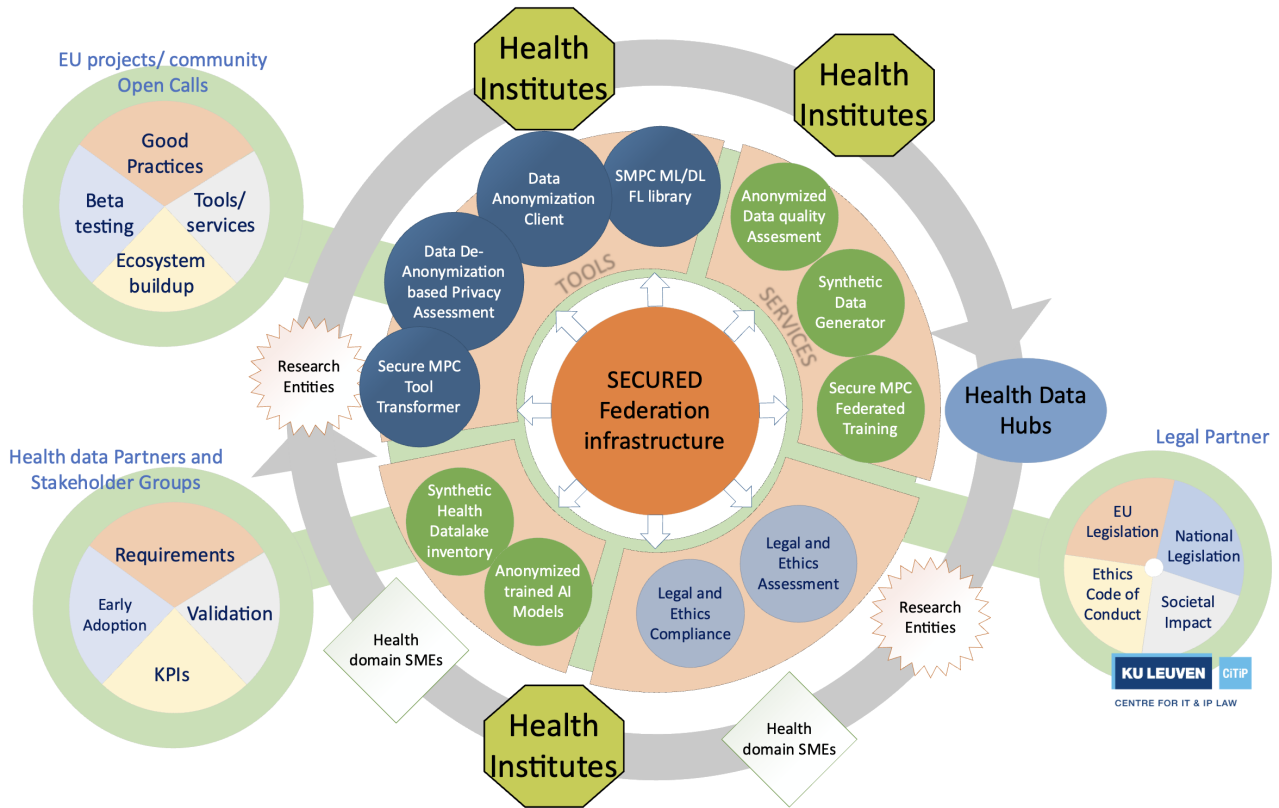 EU projects/ community
Open Calls
Good
Practices
Beta
testing
Tools/
services
Ecosystem
buildup
Health
Institutes
Health
Institutes
Data
Anonymization
Client
SMPC ML/DL
FL library
Data De-
Anonymization
based Privacy
Assessment
Secure MPC
Tool
Transformer
TOOLS
Anonymized
Data quality
Assesment
Synthetic
Data
Generator
Secure MPC
Federated
Training
SERVICES
Research
Entities
SECURED
Federation
infrastructure
Health Data
Hubs
Health data Partners and
Stakeholder Groups
Requirements
Early
Adoption
Validation
KPIs
Synthetic
Health
Datalake
inventory
Anonymized
trained AI
Models
Legal and
Ethics
Assessment
Legal and
Ethics
Compliance
Legal Partner
EU
Legislation
National
Legislation
Ethics
Code of
Conduct
Societal
Impact
KU LEUVEN
CiTiP
CENTRE FOR IT & IP LAW
Research
Entities
Health
domain SMEs
Health
Institutes
Health
domain SMEs